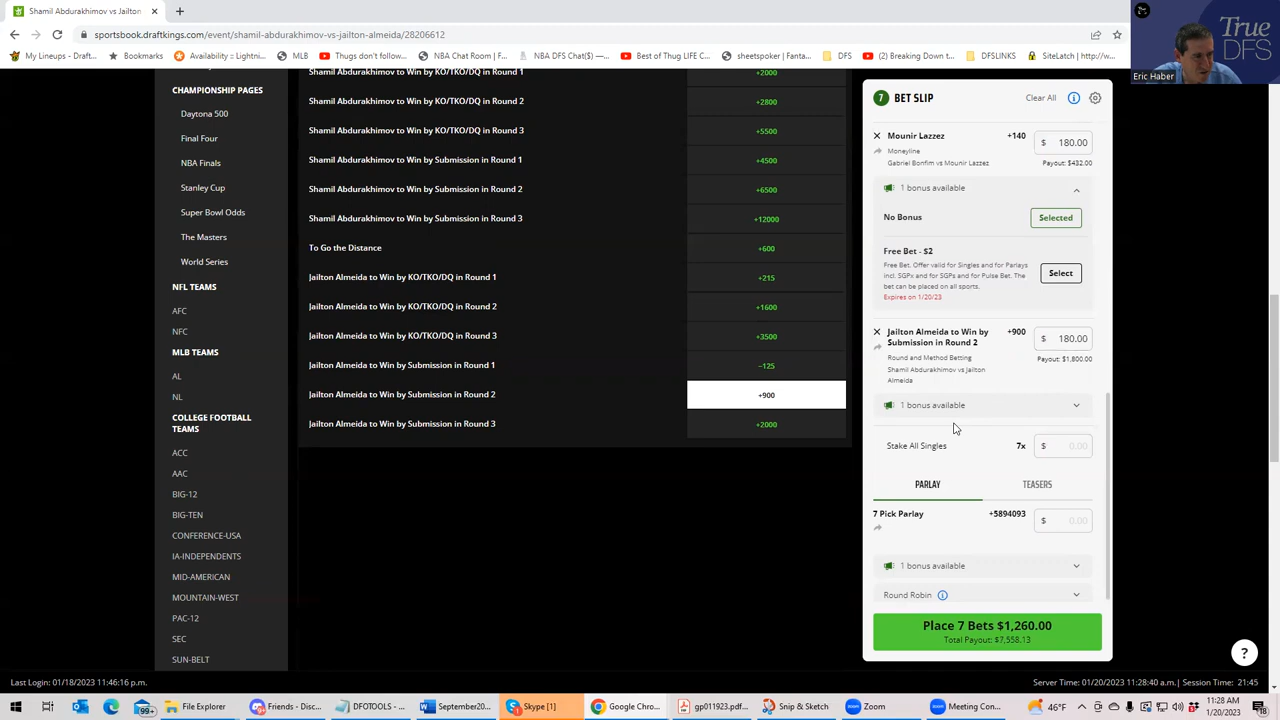 Shamil Abdurakhimov vs Jailton
sportsbook.draftkings.com/event/shamil-abdurakhimov-vs-jailton-almeida/28206612
My Lineups - Draft...
Bookmarks
Availability :: Lightni...
MLB
Thugs don't follow...
NBA Chat Room | F...
NBA DFS Chat($) —...
Best of Thug LIFE C...
sheetspoker | Fanta...
DFS
(2) Breaking Down t...
DFSLINKS
SiteLatch | http://w...
True
DFS
Eric Haber
CHAMPIONSHIP PAGES
Daytona 500
Final Four
NBA Finals
Stanley Cup
Super Bowl Odds
The Masters
World Series
NFL TEAMS
AFC
NFC
MLB TEAMS
AL
NL
COLLEGE FOOTBALL
TEAMS
ACC
AAC
BIG-12
BIG-TEN
CONFERENCE-USA
IA-INDEPENDENTS
MID-AMERICAN
MOUNTAIN-WEST
PAC-12
SEC
SUN-BELT
Shamil Abdurakhimov to Win by KO/TKO/DQ in Round 1 +2000
Shamil Abdurakhimov to Win by KO/TKO/DQ in Round 2 +2800
Shamil Abdurakhimov to Win by KO/TKO/DQ in Round 3 +5500
Shamil Abdurakhimov to Win by Submission in Round 1 +4500
Shamil Abdurakhimov to Win by Submission in Round 2 +6500
Shamil Abdurakhimov to Win by Submission in Round 3 +12000
To Go the Distance +600
Jailton Almeida to Win by KO/TKO/DQ in Round 1 +215
Jailton Almeida to Win by KO/TKO/DQ in Round 2 +1600
Jailton Almeida to Win by KO/TKO/DQ in Round 3 +3500
Jailton Almeida to Win by Submission in Round 1 −125
Jailton Almeida to Win by Submission in Round 2 +900
Jailton Almeida to Win by Submission in Round 3 +2000
7 BET SLIP Clear All
Mounir Lazzez +140 $ 180.00
Moneyline
Gabriel Bonfim vs Mounir Lazzez Payout: $432.00
1 bonus available
No Bonus Selected
Free Bet - $2
Free Bet. Offer valid for Singles and for Parlays
incl. SGPx and for SGPs and for Pulse Bet. The
bet can be placed on all sports.
Expires on 1/20/23
Select
Jailton Almeida to Win by +900 $ 180.00
Submission in Round 2
Round and Method Betting Payout: $1,800.00
Shamil Abdurakhimov vs Jailton
Almeida
1 bonus available
Stake All Singles 7x $ 0.00
PARLAY TEASERS
7 Pick Parlay +5894093 $ 0.00
1 bonus available
Round Robin
Place 7 Bets $1,260.00
Total Payout: $7,558.13
?
Last Login: 01/18/2023 11:46:16 p.m.
Server Time: 01/20/2023 11:28:40 a.m.| Session Time: 21:45
99+
File Explorer
Friends - Disc...
DFOTOOLS - ...
September20...
Skype [1]
Google Chro...
gp011923.pdf...
Snip & Sketch
Zoom
Meeting Con...
46°F
11:28 AM
1/20/2023
18